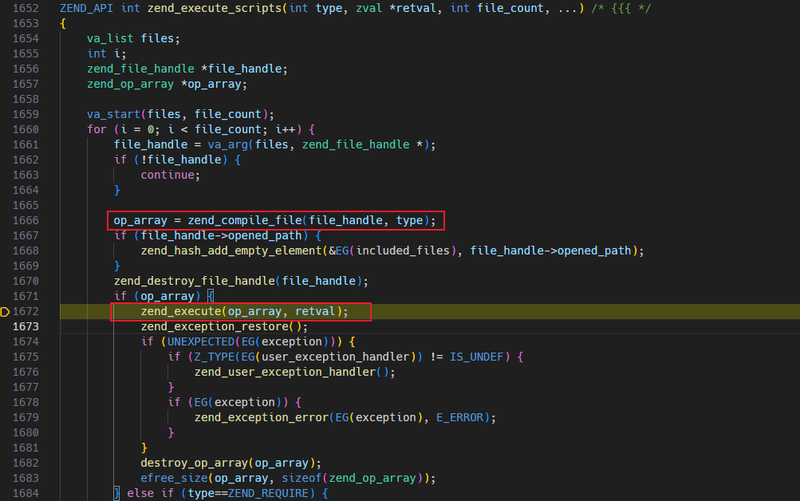 1652 ZEND_API int zend_execute_scripts(int type, zval *retval, int file_count, ...) /* {{{ */
1653 {
1654     va_list files;
1655     int i;
1656     zend_file_handle *file_handle;
1657     zend_op_array *op_array;
1658
1659     va_start(files, file_count);
1660     for (i = 0; i < file_count; i++) {
1661         file_handle = va_arg(files, zend_file_handle *);
1662         if (!file_handle) {
1663             continue;
1664         }
1665
1666         op_array = zend_compile_file(file_handle, type);
1667         if (file_handle->opened_path) {
1668             zend_hash_add_empty_element(&EG(included_files), file_handle->opened_path);
1669         }
1670         zend_destroy_file_handle(file_handle);
1671         if (op_array) {
1672             zend_execute(op_array, retval);
1673             zend_exception_restore();
1674             if (UNEXPECTED(EG(exception))) {
1675                 if (Z_TYPE(EG(user_exception_handler)) != IS_UNDEF) {
1676                     zend_user_exception_handler();
1677                 }
1678                 if (EG(exception)) {
1679                     zend_exception_error(EG(exception), E_ERROR);
1680                 }
1681             }
1682             destroy_op_array(op_array);
1683             efree_size(op_array, sizeof(zend_op_array));
1684         } else if (type==ZEND_REQUIRE) {